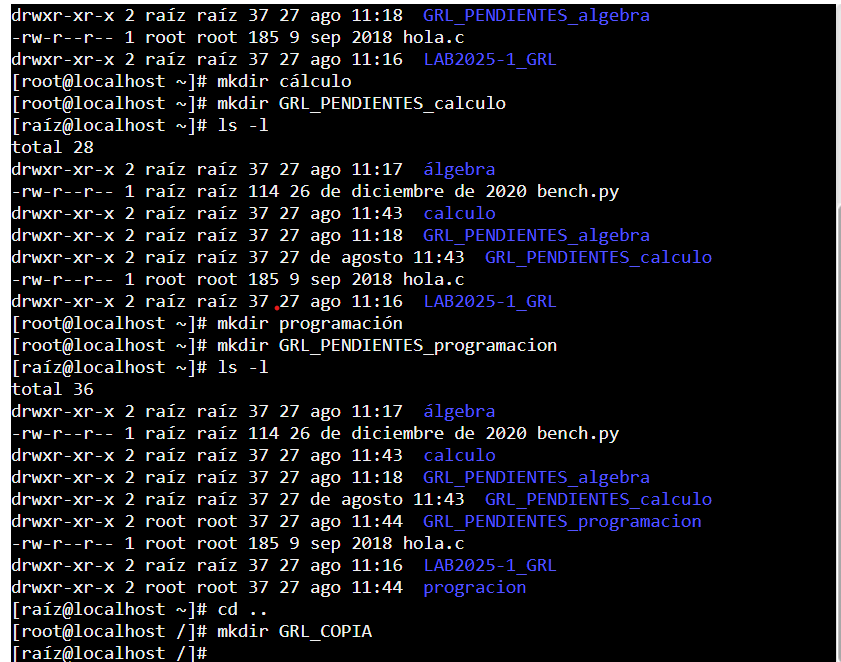 drwxr-xr-x 2 raíz raíz 37 27 ago 11:18 GRL_PENDIENTES_algebra
-rw-r--r-- 1 root root 185 9 sep 2018 hola.c
drwxr-xr-x 2 raíz raíz 37 27 ago 11:16 LAB2025-1_GRL
[root@localhost ~]# mkdir cálculo
[root@localhost ~]# mkdir GRL_PENDIENTES_calculo
[raíz@localhost ~]# ls -l
total 28
drwxr-xr-x 2 raíz raíz 37 27 ago 11:17 álgebra
-rw-r--r-- 1 raíz raíz 114 26 de diciembre de 2020 bench.py
drwxr-xr-x 2 raíz raíz 37 27 ago 11:43 calculo
drwxr-xr-x 2 raíz raíz 37 27 ago 11:18 GRL_PENDIENTES_algebra
drwxr-xr-x 2 raíz raíz 37 27 de agosto 11:43 GRL_PENDIENTES_calculo
-rw-r--r-- 1 root root 185 9 sep 2018 hola.c
drwxr-xr-x 2 raíz raíz 37 27 ago 11:16 LAB2025-1_GRL
[root@localhost ~]# mkdir programación
[root@localhost ~]# mkdir GRL_PENDIENTES_programacion
[raíz@localhost ~]# ls -l
total 36
drwxr-xr-x 2 raíz raíz 37 27 ago 11:17 álgebra
-rw-r--r-- 1 raíz raíz 114 26 de diciembre de 2020 bench.py
drwxr-xr-x 2 raíz raíz 37 27 ago 11:43 calculo
drwxr-xr-x 2 raíz raíz 37 27 ago 11:18 GRL_PENDIENTES_algebra
drwxr-xr-x 2 raíz raíz 37 27 de agosto 11:43 GRL_PENDIENTES_calculo
drwxr-xr-x 2 root root 37 27 ago 11:44 GRL_PENDIENTES_programacion
-rw-r--r-- 1 root root 185 9 sep 2018 hola.c
drwxr-xr-x 2 raíz raíz 37 27 ago 11:16 LAB2025-1_GRL
drwxr-xr-x 2 root root 37 27 ago 11:44 progracion
[raíz@localhost ~]# cd ..
[root@localhost /]# mkdir GRL_COPIA
[raíz@localhost /]#